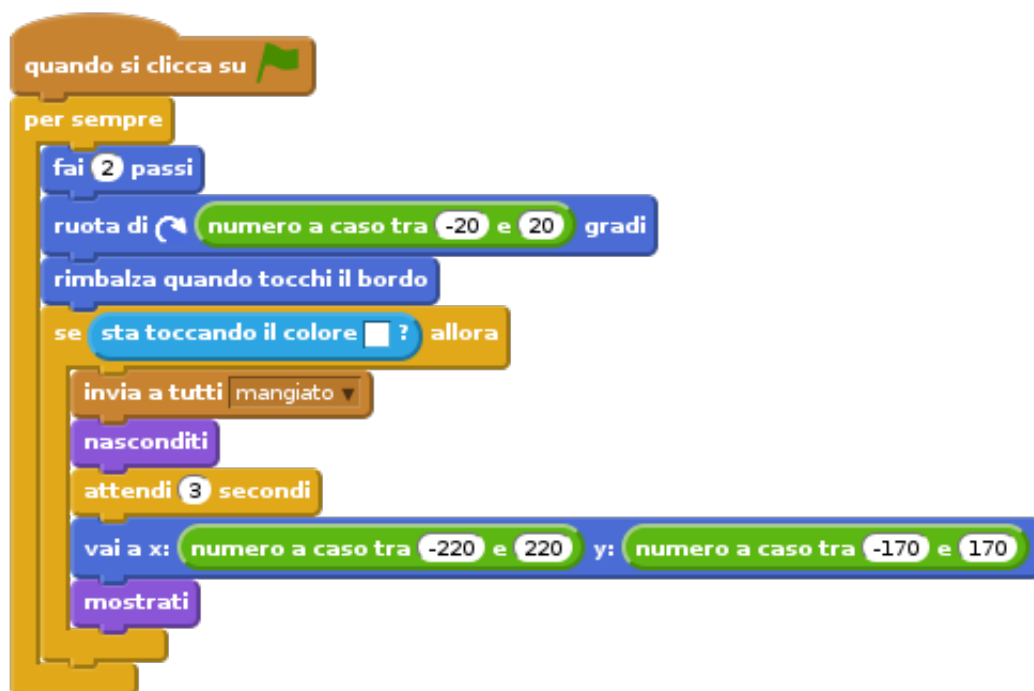 quando si clicca su
per sempre
fai 2 passi
ruota di numero a caso tra -20 e 20 gradi
rimbalza quando tocchi il bordo
se sta toccando il colore ? allora
invia a tutti mangiato
nasconditi
attendi 3 secondi
vai a x: numero a caso tra -220 e 220 y: numero a caso tra -170 e 170
mostrati